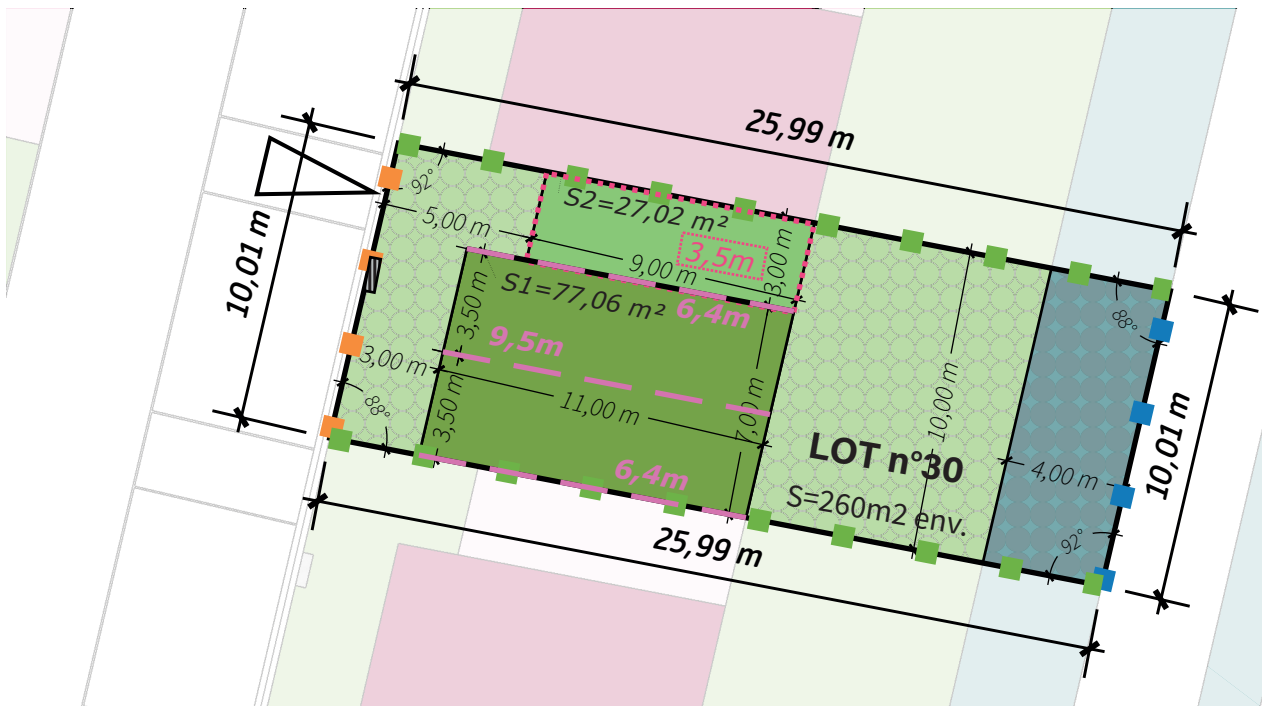 25,99 m
92°
S2=27,02 m²
5,00 m
3,5m
3,00 m
10,01 m
9,00 m
S1=77,06 m²
6,4m
3,50 m
9,5m
88°
3,00 m
11,00 m
7,00 m
10,00 m
10,01 m
88°
3,50 m
LOT n°30
4,00 m
6,4m
S=260m2 env.
92°
25,99 m